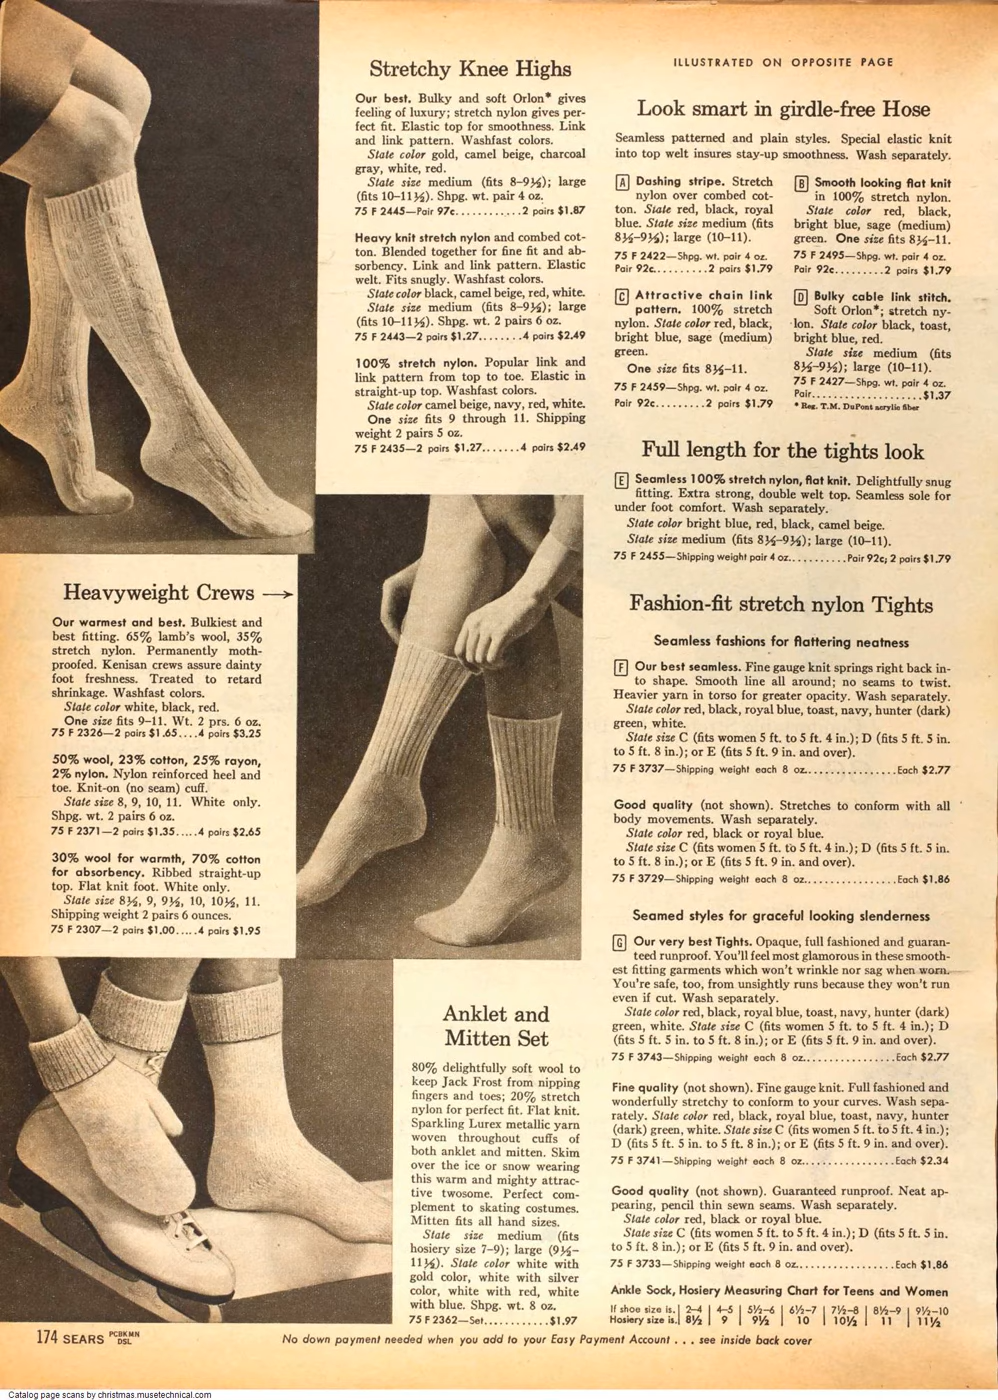 Stretchy Knee Highs
Our best. Bulky and soft Orlon* gives
feeling of luxury; stretch nylon gives per-
fect fit. Elastic top for smoothness. Link
and link pattern. Washfast colors.
State color gold, camel beige, charcoal
gray, white, red.
State size medium (fits 8–9½); large
(fits 10–11½). Shpg. wt. pair 4 oz.
75 F 2445—Pair 97c............2 pairs $1.87
Heavy knit stretch nylon and combed cot-
ton. Blended together for fine fit and ab-
sorbency. Link and link pattern. Elastic
welt. Fits snugly. Washfast colors.
State color black, camel beige, red, white.
State size medium (fits 8–9½); large
(fits 10–11½). Shpg. wt. 2 pairs 6 oz.
75 F 2443—2 pairs $1.27........4 pairs $2.49
100% stretch nylon. Popular link and
link pattern from top to toe. Elastic in
straight-up top. Washfast colors.
State color camel beige, navy, red, white.
One size fits 9 through 11. Shipping
weight 2 pairs 5 oz.
75 F 2435—2 pairs $1.27.......4 pairs $2.49
Heavyweight Crews →
Our warmest and best. Bulkiest and
best fitting. 65% lamb's wool, 35%
stretch nylon. Permanently moth-
proofed. Kenisan crews assure dainty
foot freshness. Treated to retard
shrinkage. Washfast colors.
State color white, black, red.
One size fits 9–11. Wt. 2 prs. 6 oz.
75 F 2326—2 pairs $1.65....4 pairs $3.25
50% wool, 23% cotton, 25% rayon,
2% nylon. Nylon reinforced heel and
toe. Knit-on (no seam) cuff.
State size 8, 9, 10, 11. White only.
Shpg. wt. 2 pairs 6 oz.
75 F 2371—2 pairs $1.35.....4 pairs $2.65
30% wool for warmth, 70% cotton
for absorbency. Ribbed straight-up
top. Flat knit foot. White only.
State size 8½, 9, 9½, 10, 10½, 11.
Shipping weight 2 pairs 6 ounces.
75 F 2307—2 pairs $1.00.....4 pairs $1.95
Anklet and
Mitten Set
80% delightfully soft wool to
keep Jack Frost from nipping
fingers and toes; 20% stretch
nylon for perfect fit. Flat knit.
Sparkling Lurex metallic yarn
woven throughout cuffs of
both anklet and mitten. Skim
over the ice or snow wearing
this warm and mighty attrac-
tive twosome. Perfect com-
plement to skating costumes.
Mitten fits all hand sizes.
State size medium (fits
hosiery size 7–9); large (9½–
11½). State color white with
gold color, white with silver
color, white with red, white
with blue. Shpg. wt. 8 oz.
75 F 2362—Set............$1.97
ILLUSTRATED ON OPPOSITE PAGE
Look smart in girdle-free Hose
Seamless patterned and plain styles. Special elastic knit
into top welt insures stay-up smoothness. Wash separately.
A Dashing stripe. Stretch
nylon over combed cot-
ton. State red, black, royal
blue. State size medium (fits
8½–9½); large (10–11).
75 F 2422—Shpg. wt. pair 4 oz.
Pair 92c.........2 pairs $1.79
B Smooth looking flat knit
in 100% stretch nylon.
State color red, black,
bright blue, sage (medium)
green. One size fits 8½–11.
75 F 2495—Shpg. wt. pair 4 oz.
Pair 92c.........2 pairs $1.79
C Attractive chain link
pattern. 100% stretch
nylon. State color red, black,
bright blue, sage (medium)
green.
One size fits 8½–11.
75 F 2459—Shpg. wt. pair 4 oz.
Pair 92c.........2 pairs $1.79
D Bulky cable link stitch.
Soft Orlon*; stretch ny-
lon. State color black, toast,
bright blue, red.
State size medium (fits
8½–9½); large (10–11).
75 F 2427—Shpg. wt. pair 4 oz.
Pair....................$1.37
* Reg. T.M. DuPont acrylic fiber
Full length for the tights look
E Seamless 100% stretch nylon, flat knit. Delightfully snug
fitting. Extra strong, double welt top. Seamless sole for
under foot comfort. Wash separately.
State color bright blue, red, black, camel beige.
State size medium (fits 8½–9½); large (10–11).
75 F 2455—Shipping weight pair 4 oz...........Pair 92c; 2 pairs $1.79
Fashion-fit stretch nylon Tights
Seamless fashions for flattering neatness
F Our best seamless. Fine gauge knit springs right back in-
to shape. Smooth line all around; no seams to twist.
Heavier yarn in torso for greater opacity. Wash separately.
State color red, black, royal blue, toast, navy, hunter (dark)
green, white.
State size C (fits women 5 ft. to 5 ft. 4 in.); D (fits 5 ft. 5 in.
to 5 ft. 8 in.); or E (fits 5 ft. 9 in. and over).
75 F 3737—Shipping weight each 8 oz.................Each $2.77
Good quality (not shown). Stretches to conform with all
body movements. Wash separately.
State color red, black or royal blue.
State size C (fits women 5 ft. to 5 ft. 4 in.); D (fits 5 ft. 5 in.
to 5 ft. 8 in.); or E (fits 5 ft. 9 in. and over).
75 F 3729—Shipping weight each 8 oz.................Each $1.86
Seamed styles for graceful looking slenderness
G Our very best Tights. Opaque, full fashioned and guaran-
teed runproof. You'll feel most glamorous in these smooth-
est fitting garments which won't wrinkle nor sag when worn.
You're safe, too, from unsightly runs because they won't run
even if cut. Wash separately.
State color red, black, royal blue, toast, navy, hunter (dark)
green, white. State size C (fits women 5 ft. to 5 ft. 4 in.); D
(fits 5 ft. 5 in. to 5 ft. 8 in.); or E (fits 5 ft. 9 in. and over).
75 F 3743—Shipping weight each 8 oz.................Each $2.77
Fine quality (not shown). Fine gauge knit. Full fashioned and
wonderfully stretchy to conform to your curves. Wash sepa-
rately. State color red, black, royal blue, toast, navy, hunter
(dark) green, white. State size C (fits women 5 ft. to 5 ft. 4 in.);
D (fits 5 ft. 5 in. to 5 ft. 8 in.); or E (fits 5 ft. 9 in. and over).
75 F 3741—Shipping weight each 8 oz.................Each $2.34
Good quality (not shown). Guaranteed runproof. Neat ap-
pearing, pencil thin sewn seams. Wash separately.
State color red, black or royal blue.
State size C (fits women 5 ft. to 5 ft. 4 in.); D (fits 5 ft. 5 in.
to 5 ft. 8 in.); or E (fits 5 ft. 9 in. and over).
75 F 3733—Shipping weight each 8 oz.................Each $1.86
Ankle Sock, Hosiery Measuring Chart for Teens and Women
If shoe size is. | 2–4 | 4–5 | 5½–6 | 6½–7 | 7½–8 | 8½–9 | 9½–10
Hosiery size is. | 8½ | 9 | 9½ | 10 | 10½ | 11 | 11½
174 SEARS PCBKMN DSL
No down payment needed when you add to your Easy Payment Account . . . see inside back cover
Catalog page scans by christmas.musetechnical.com